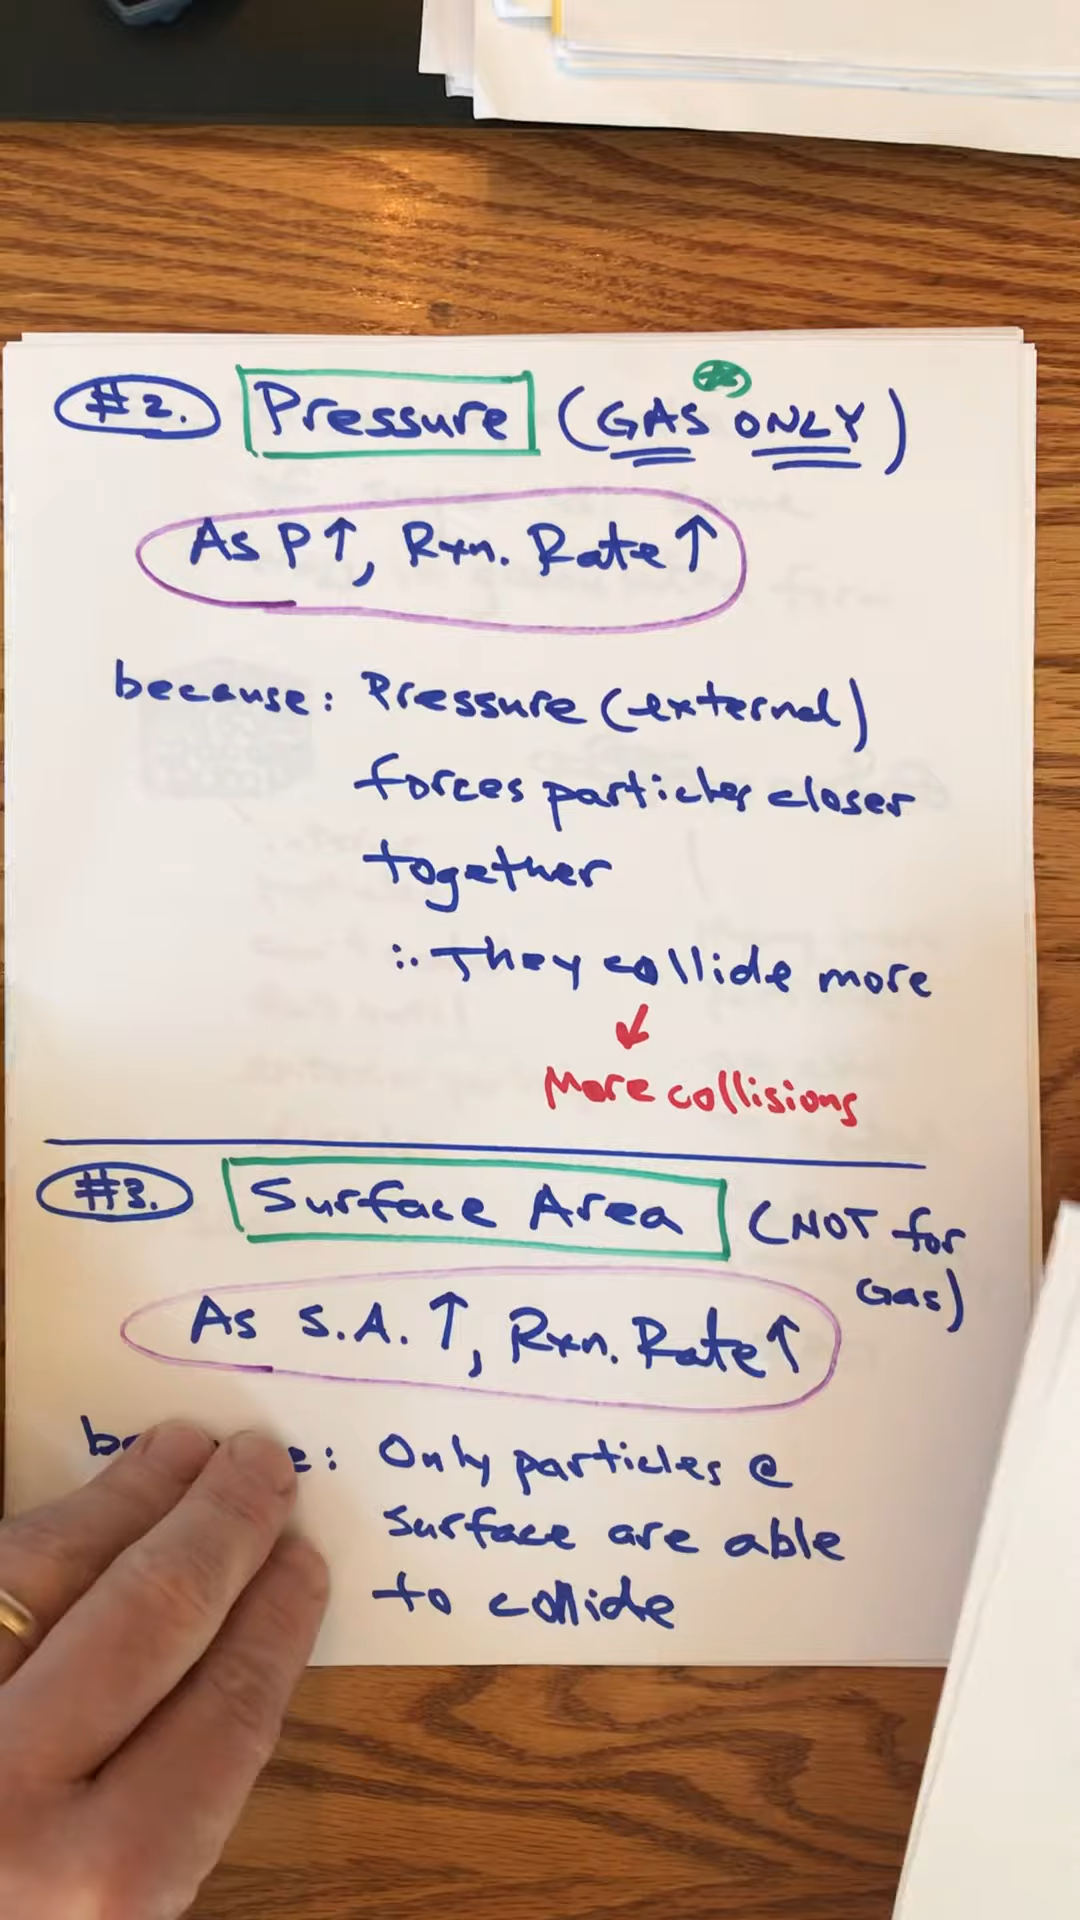 #2. Pressure (GAS ONLY)
As P↑, Rxn. Rate↑
because: Pressure (external)
forces particles closer
together
∴ They collide more
↓
More collisions
#3. Surface Area (NOT for
Gas)
As S.A.↑, Rxn. Rate↑
: Only particles @
surface are able
to collide